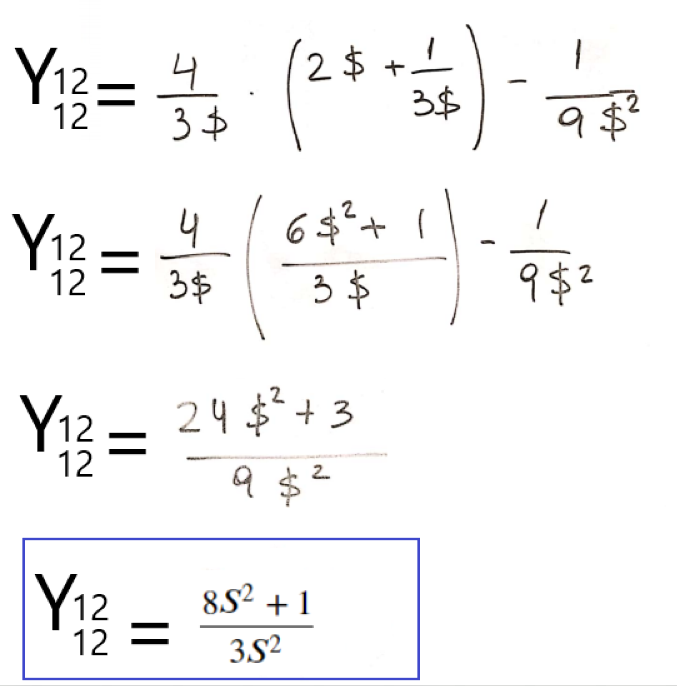 Y₁₂ ₁₂ = 4/(3$) · (2$ + 1/(3$)) - 1/(9$²)
Y₁₂ ₁₂ = 4/(3$) ((6$² + 1)/(3$)) - 1/(9$²)
Y₁₂ ₁₂ = (24$² + 3)/(9$²)
Y₁₂ ₁₂ = (8S² + 1)/(3S²)